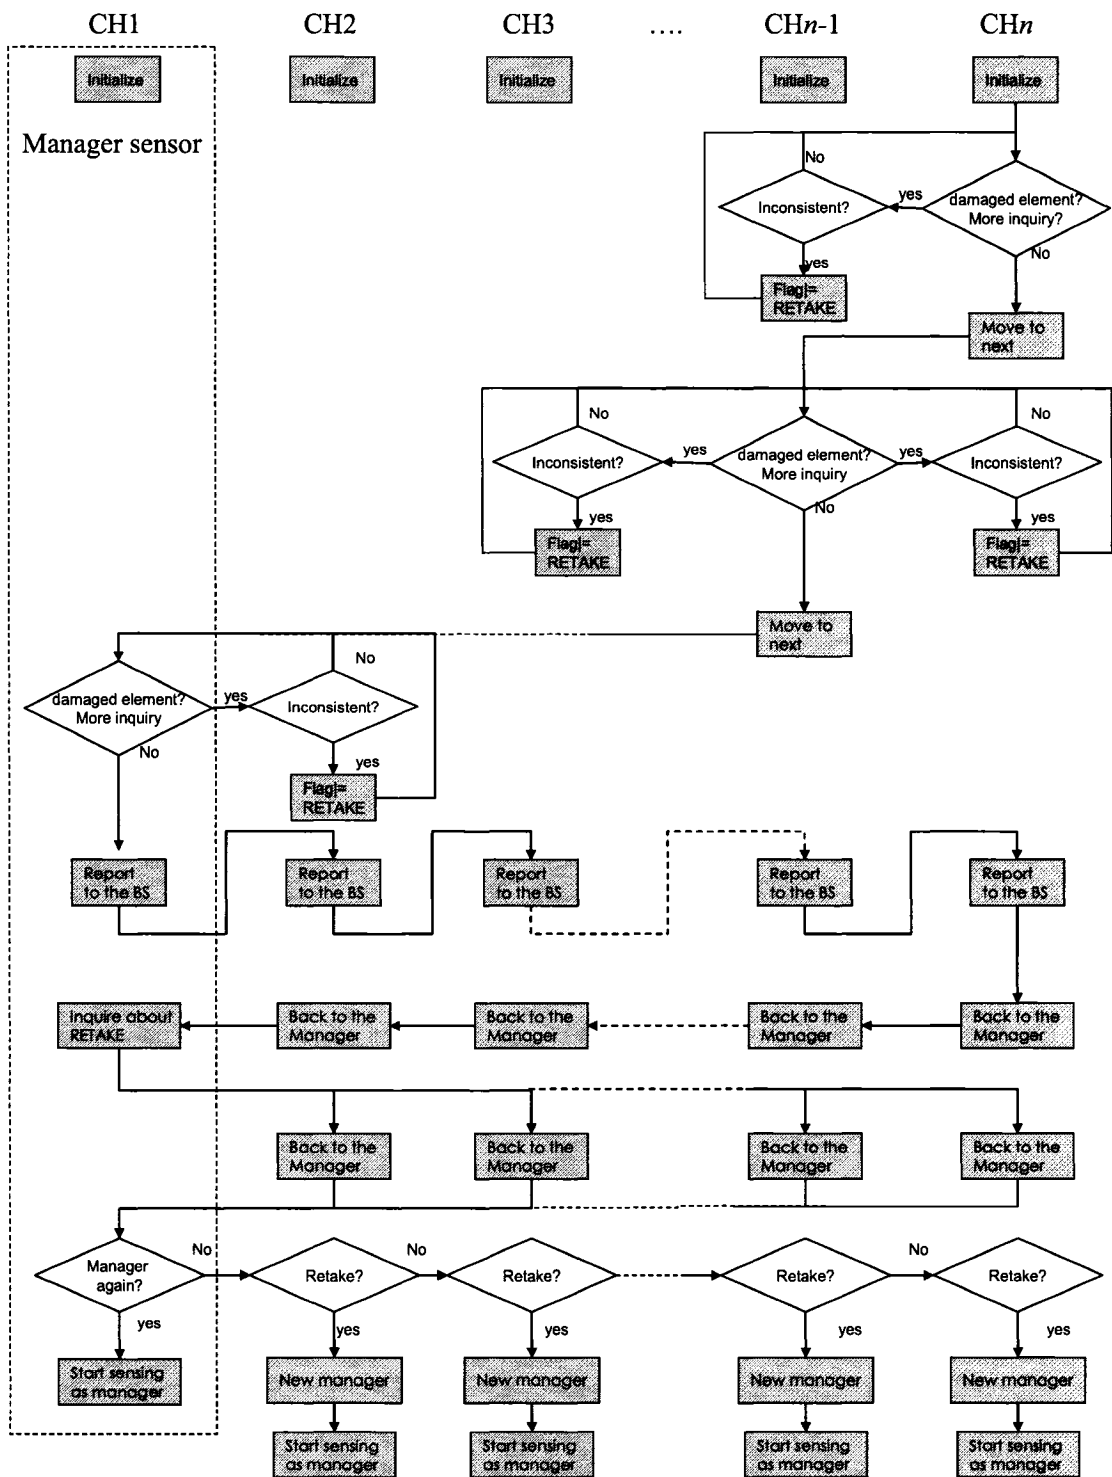 CH1 CH2 CH3 .... CHn-1 CHn
Initialize Initialize Initialize Initialize Initialize
Manager sensor
No
Inconsistent?
yes
damaged element?
More inquiry?
yes
No
Flag|=
RETAKE
Move to
next
No
Inconsistent?
yes
damaged element?
More inquiry
yes
Inconsistent?
No
yes
No
yes
Flag|=
RETAKE
Flag|=
RETAKE
Move to
next
No
damaged element?
More inquiry
yes
Inconsistent?
No
yes
Flag|=
RETAKE
Report
to the BS
Report
to the BS
Report
to the BS
Report
to the BS
Report
to the BS
Inquire about
RETAKE
Back to the
Manager
Back to the
Manager
Back to the
Manager
Back to the
Manager
Back to the
Manager
Back to the
Manager
Back to the
Manager
Back to the
Manager
Manager
again?
No
Retake?
No
Retake?
Retake?
No
Retake?
yes
yes
yes
yes
yes
Start sensing
as manager
New manager
New manager
New manager
New manager
Start sensing
as manager
Start sensing
as manager
Start sensing
as manager
Start sensing
as manager